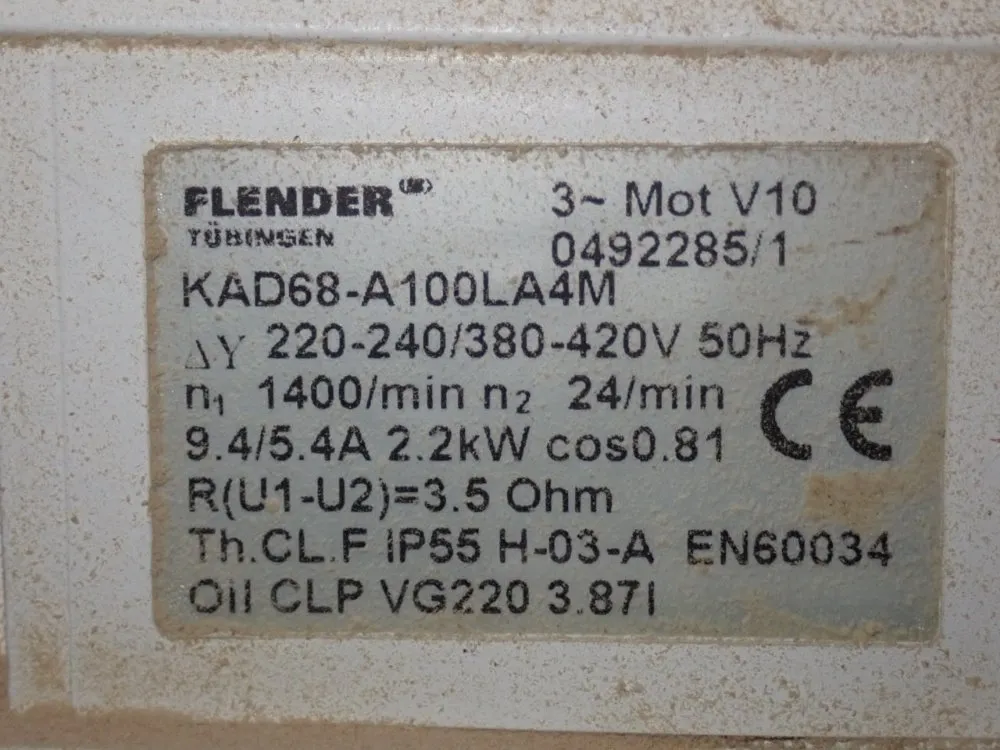 FLENDER
TÜBINGEN
3~ Mot V10
0492285/1
KAD68-A100LA4M
ΔY 220-240/380-420V 50Hz
n₁ 1400/min n₂ 24/min
9.4/5.4A 2.2kW cos0.81
R(U1-U2)=3.5 Ohm
Th.CL.F IP55 H-03-A EN60034
Oil CLP VG220 3.87l
CE